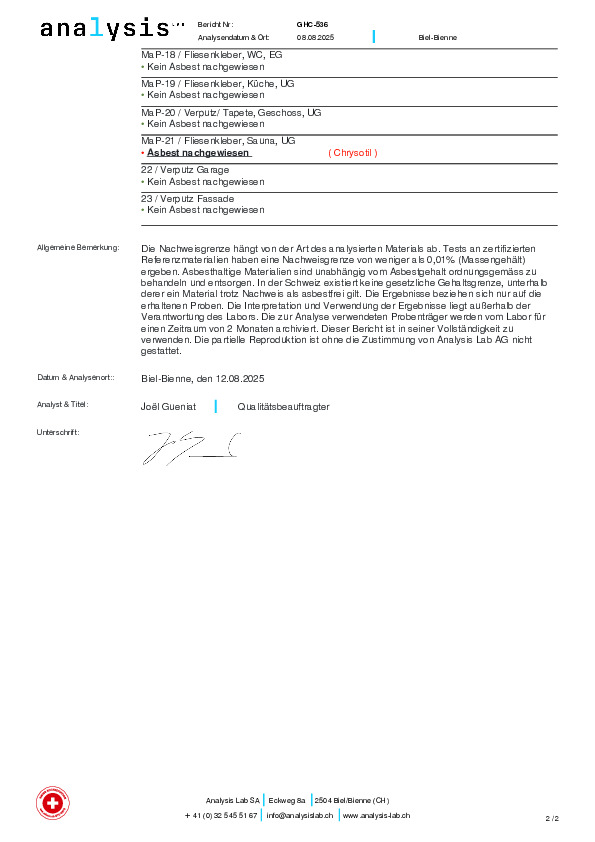 analysis
Bericht Nr: GHC-536
Analysendatum & Ort: 08.08.2025 Biel-Bienne
MaP-18 / Fliesenkleber, WC, EG
• Kein Asbest nachgewiesen
MaP-19 / Fliesenkleber, Küche, UG
• Kein Asbest nachgewiesen
MaP-20 / Verputz/ Tapete, Geschoss, UG
• Kein Asbest nachgewiesen
MaP-21 / Fliesenkleber, Sauna, UG
• Asbest nachgewiesen ( Chrysotil )
22 / Verputz Garage
• Kein Asbest nachgewiesen
23 / Verputz Fassade
• Kein Asbest nachgewiesen
Allgemeine Bemerkung:
Die Nachweisgrenze hängt von der Art des analysierten Materials ab. Tests an zertifizierten
Referenzmaterialien haben eine Nachweisgrenze von weniger als 0,01% (Massengehält)
ergeben. Asbesthaltige Materialien sind unabhängig vom Asbestgehalt ordnungsgemäss zu
behandeln und entsorgen. In der Schweiz existiert keine gesetzliche Gehaltsgrenze, unterhalb
derer ein Material trotz Nachweis als asbestfrei gilt. Die Ergebnisse beziehen sich nur auf die
erhaltenen Proben. Die Interpretation und Verwendung der Ergebnisse liegt außerhalb der
Verantwortung des Labors. Die zur Analyse verwendeten Probenträger werden vom Labor für
einen Zeitraum von 2 Monaten archiviert. Dieser Bericht ist in seiner Vollständigkeit zu
verwenden. Die partielle Reproduktion ist ohne die Zustimmung von Analysis Lab AG nicht
gestattet.
Datum & Analysenort:: Biel-Bienne, den 12.08.2025
Analyst & Titel: Joël Gueniat Qualitätsbeauftragter
Unterschrift:
Analysis Lab SA Eckweg 8a 2504 Biel/Bienne (CH)
+ 41 (0) 32 545 51 67 info@analysislab.ch www.analysis-lab.ch
2 / 2